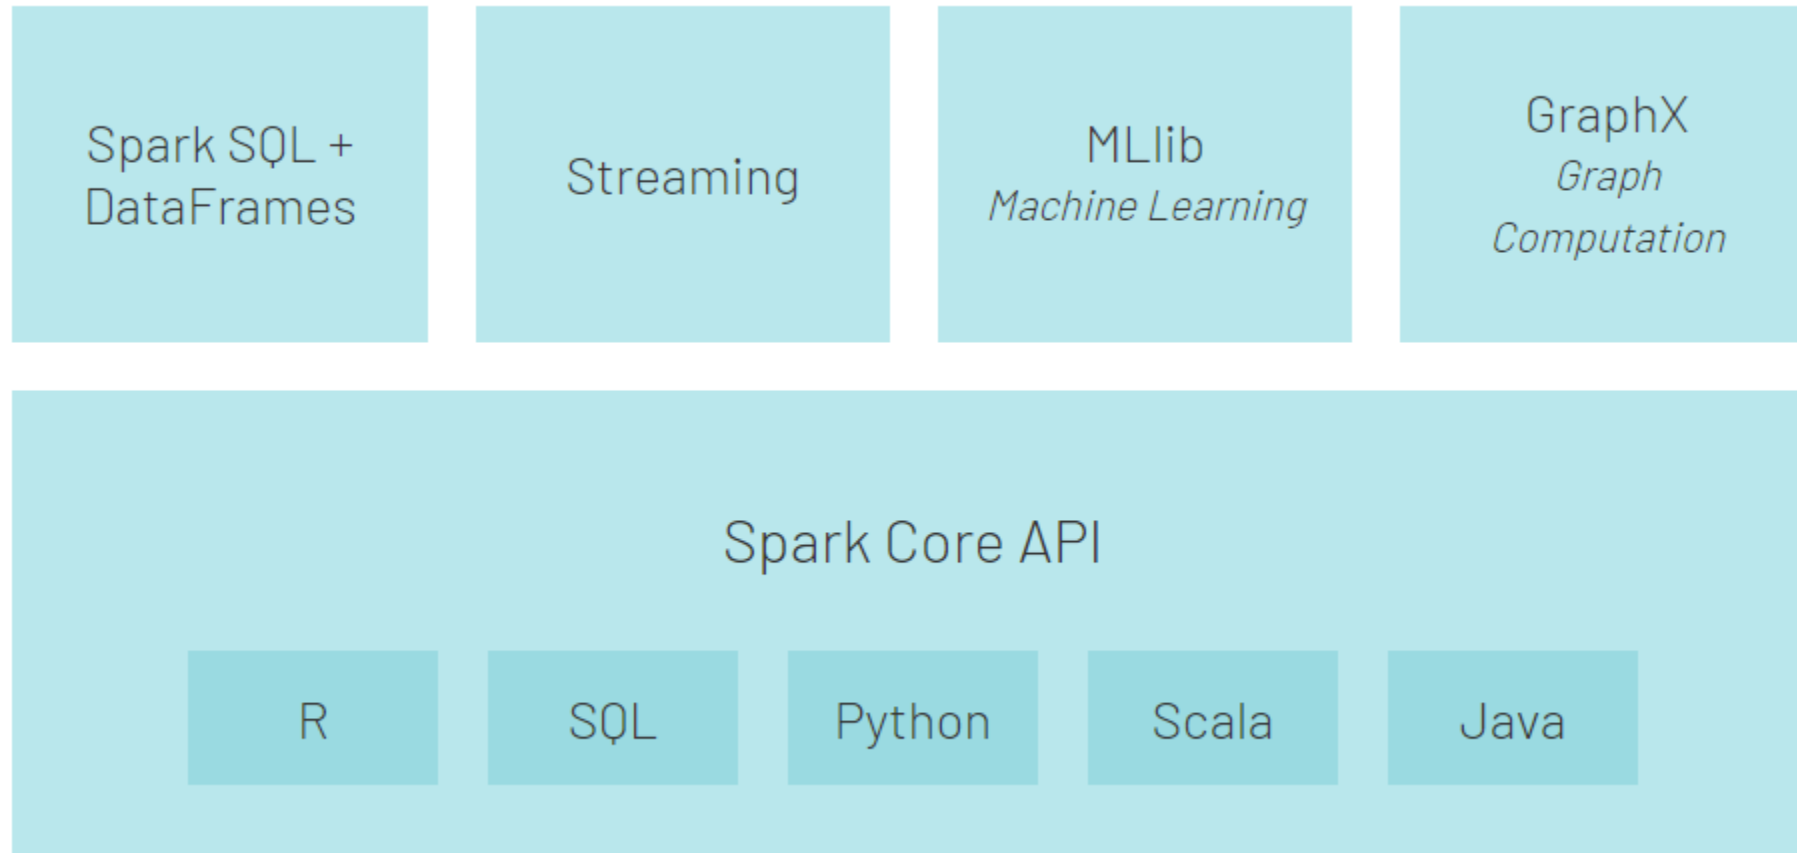 Spark SQL +
DataFrames
Streaming
MLlib
Machine Learning
GraphX
Graph
Computation
Spark Core API
R
SQL
Python
Scala
Java